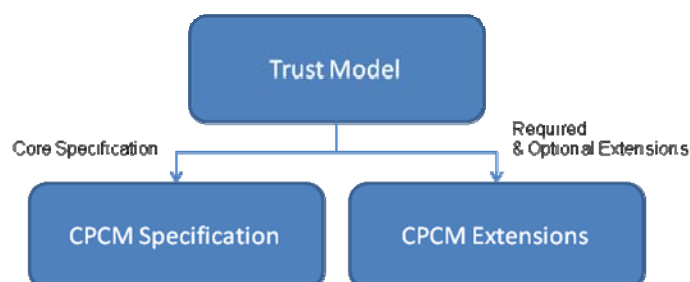 Trust Model
Core Specification
Required
& Optional Extensions
CPCM Specification
CPCM Extensions